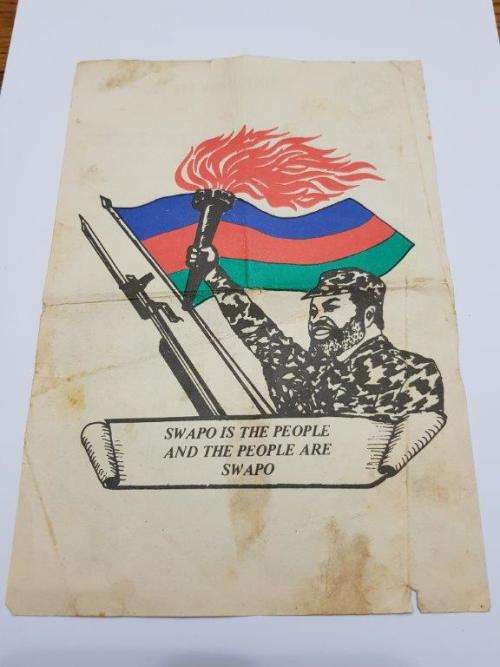 SWAPO IS THE PEOPLE
AND THE PEOPLE ARE
SWAPO